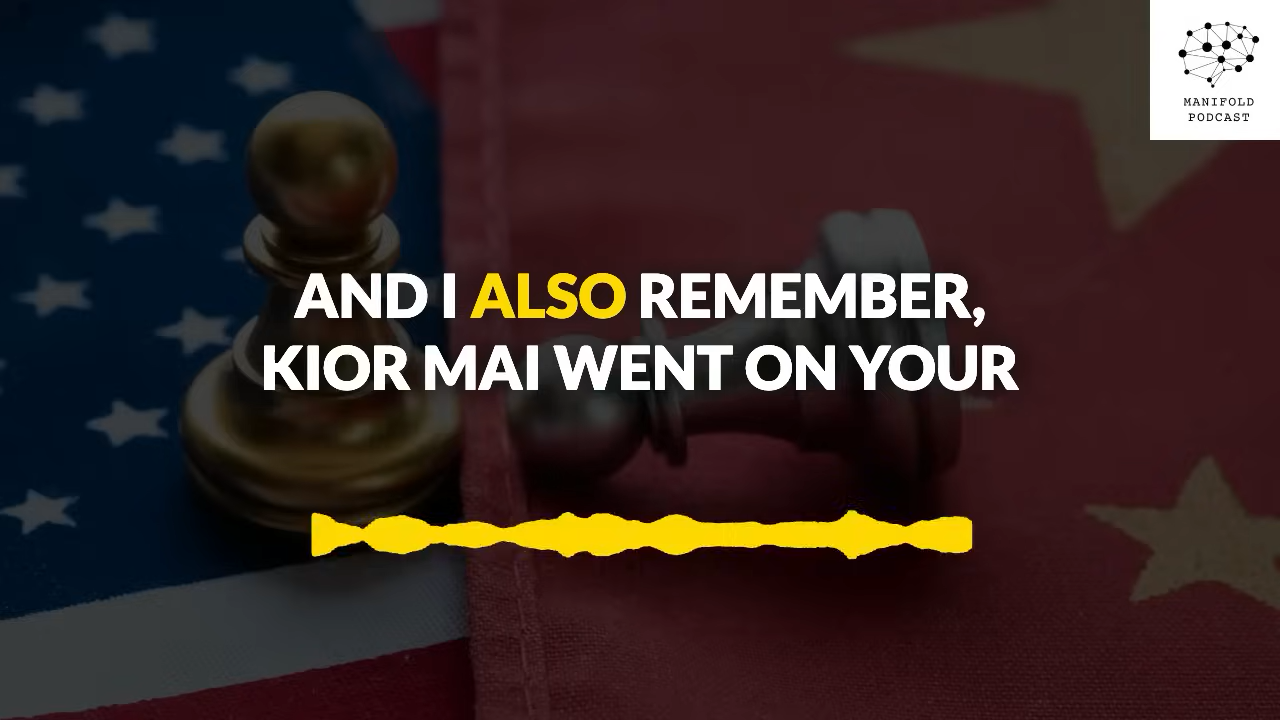 MANIFOLD
PODCAST
AND I ALSO REMEMBER,
KIOR MAI WENT ON YOUR